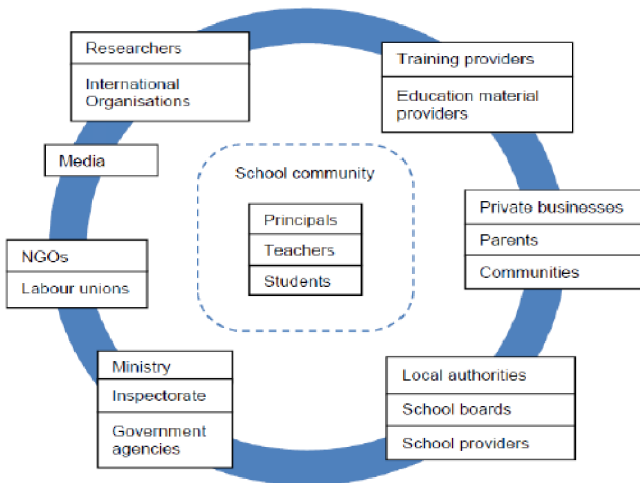 Researchers
International
Organisations
Training providers
Education material
providers
Media
School community
Principals
Teachers
Students
Private businesses
Parents
Communities
NGOs
Labour unions
Ministry
Inspectorate
Government
agencies
Local authorities
School boards
School providers